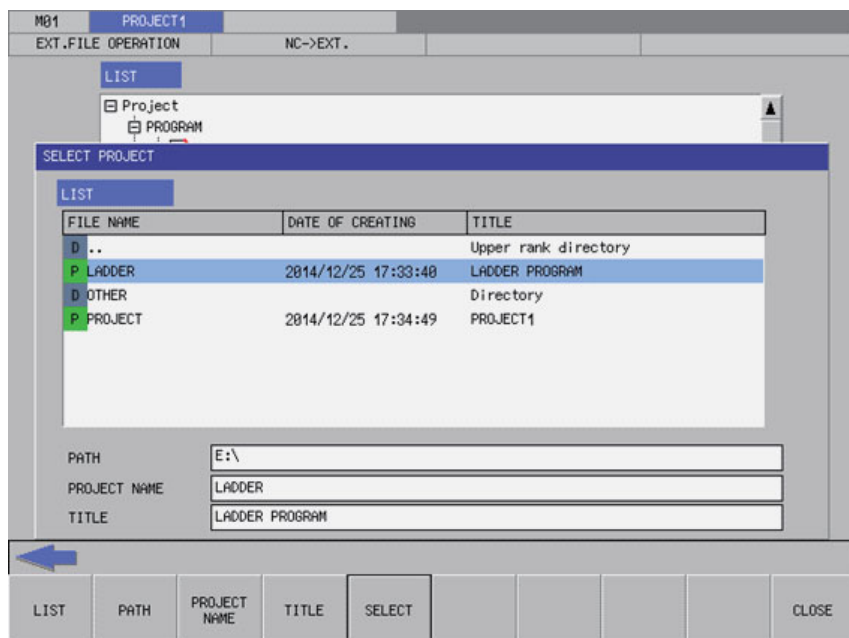 M01 PROJECT1
EXT.FILE OPERATION NC->EXT.
LIST
Project
PROGRAM
SELECT PROJECT
LIST
FILE NAME DATE OF CREATING TITLE
D .. Upper rank directory
P LADDER 2014/12/25 17:33:40 LADDER PROGRAM
D OTHER Directory
P PROJECT 2014/12/25 17:34:49 PROJECT1
PATH E:\
PROJECT NAME LADDER
TITLE LADDER PROGRAM
LIST PATH PROJECT NAME TITLE SELECT CLOSE